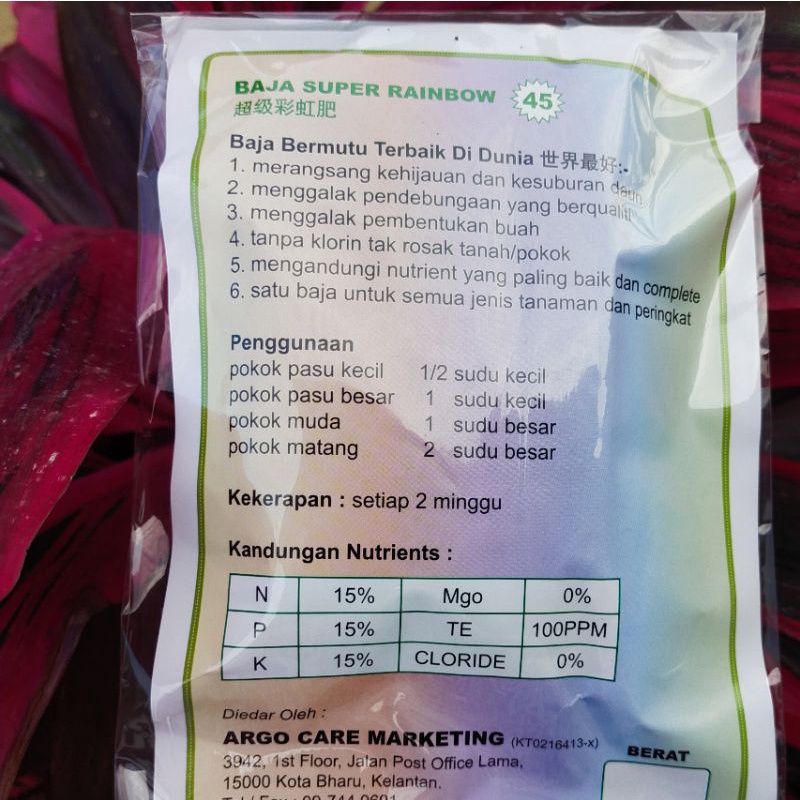 BAJA SUPER RAINBOW 45
超级彩虹肥
Baja Bermutu Terbaik Di Dunia 世界最好:-
1. merangsang kehijauan dan kesuburan daun
2. menggalak pendebungaan yang berqualiti
3. menggalak pembentukan buah
4. tanpa klorin tak rosak tanah/pokok
5. mengandungi nutrient yang paling baik dan complete
6. satu baja untuk semua jenis tanaman dan peringkat
Penggunaan
pokok pasu kecil 1/2 sudu kecil
pokok pasu besar 1 sudu kecil
pokok muda 1 sudu besar
pokok matang 2 sudu besar
Kekerapan : setiap 2 minggu
Kandungan Nutrients :
N 15% Mgo 0%
P 15% TE 100PPM
K 15% CLORIDE 0%
Diedar Oleh :
ARGO CARE MARKETING (KT0216413-x)
BERAT
3942, 1st Floor, Jalan Post Office Lama,
15000 Kota Bharu, Kelantan.